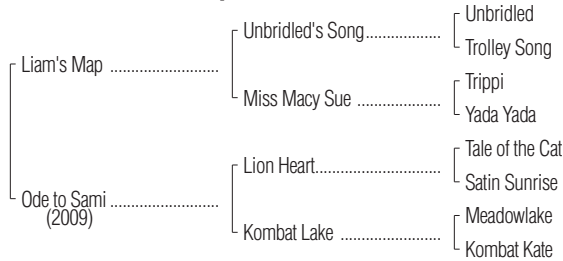 Unbridled
Unbridled's Song..................
Trolley Song
Liam's Map ..........................
Trippi
Miss Macy Sue ....................
Yada Yada
Tale of the Cat
Lion Heart..............................
Satin Sunrise
Ode to Sami ..........................
(2009)
Meadowlake
Kombat Lake ........................
Kombat Kate